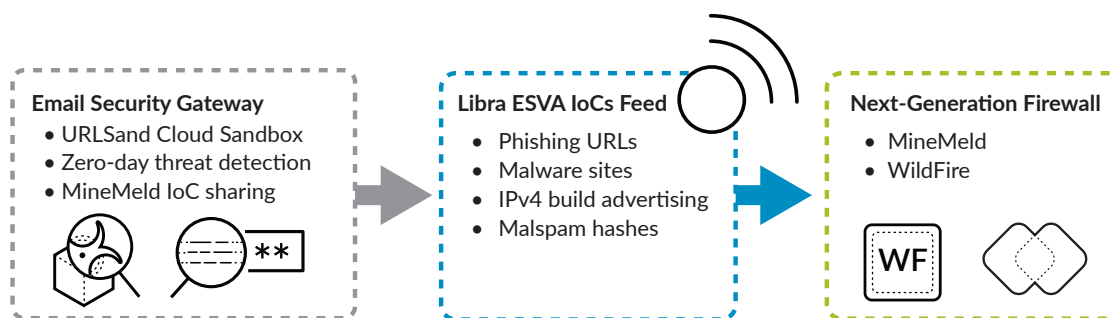 Email Security Gateway
• URLSand Cloud Sandbox
• Zero-day threat detection
• MineMeld IoC sharing
**
Libra ESVA IoCs Feed
• Phishing URLs
• Malware sites
• IPv4 build advertising
• Malspam hashes
Next-Generation Firewall
• MineMeld
• WildFire
WF